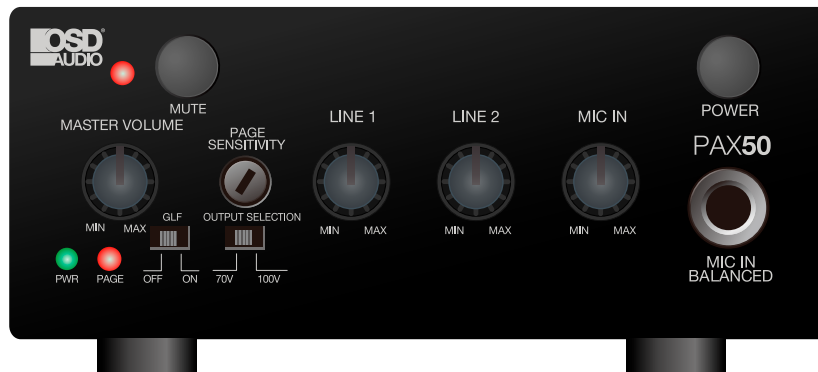 OSD
AUDIO
MUTE
POWER
MASTER VOLUME
PAGE
SENSITIVITY
LINE 1
LINE 2
MIC IN
PAX50
MIN MAX
GLF
OUTPUT SELECTION
MIN MAX
MIN MAX
MIN MAX
PWR PAGE
OFF ON
70V 100V
MIC IN
BALANCED